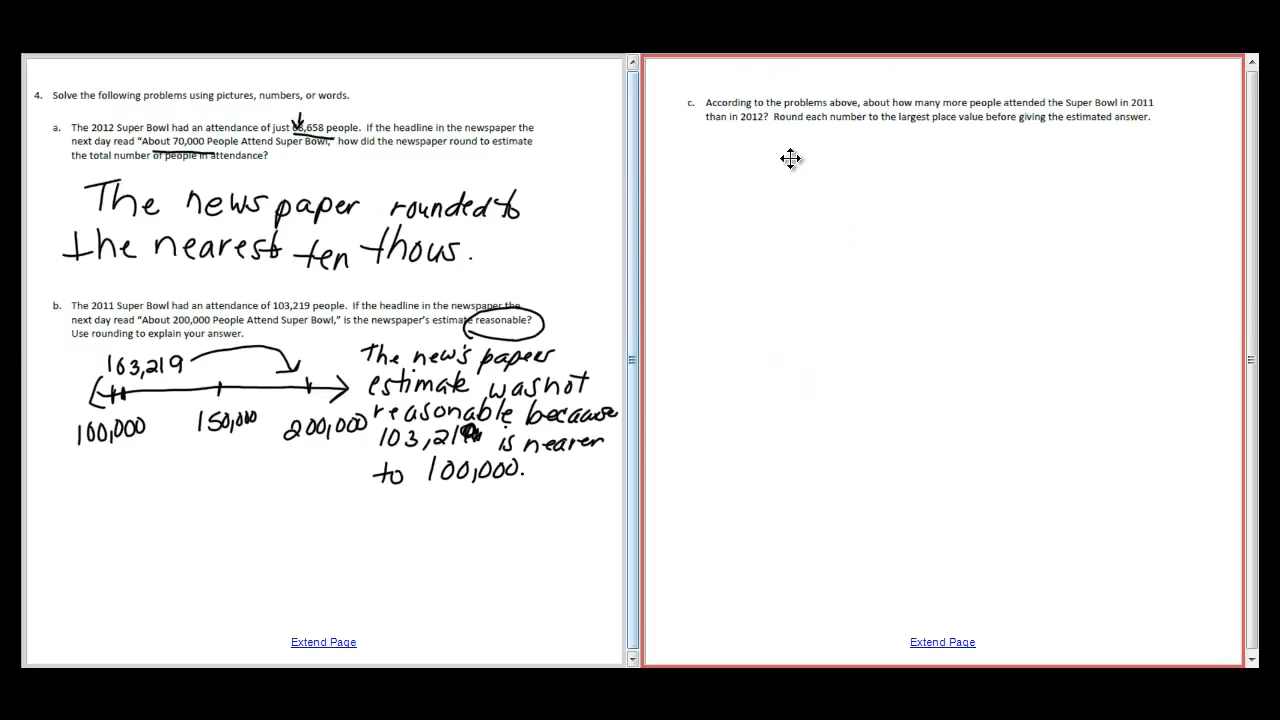 4. Solve the following problems using pictures, numbers, or words.
a. The 2012 Super Bowl had an attendance of just 68,658 people. If the headline in the newspaper the
next day read “About 70,000 People Attend Super Bowl,” how did the newspaper round to estimate
the total number of people in attendance?
The newspaper rounded to
the nearest ten thous.
b. The 2011 Super Bowl had an attendance of 103,219 people. If the headline in the newspaper the
next day read “About 200,000 People Attend Super Bowl,” is the newspaper's estimate reasonable?
Use rounding to explain your answer.
103,219
100,000 150,000 200,000
The news papers
estimate was not
reasonable because
103,219 is nearer
to 100,000.
Extend Page
c. According to the problems above, about how many more people attended the Super Bowl in 2011
than in 2012? Round each number to the largest place value before giving the estimated answer.
Extend Page